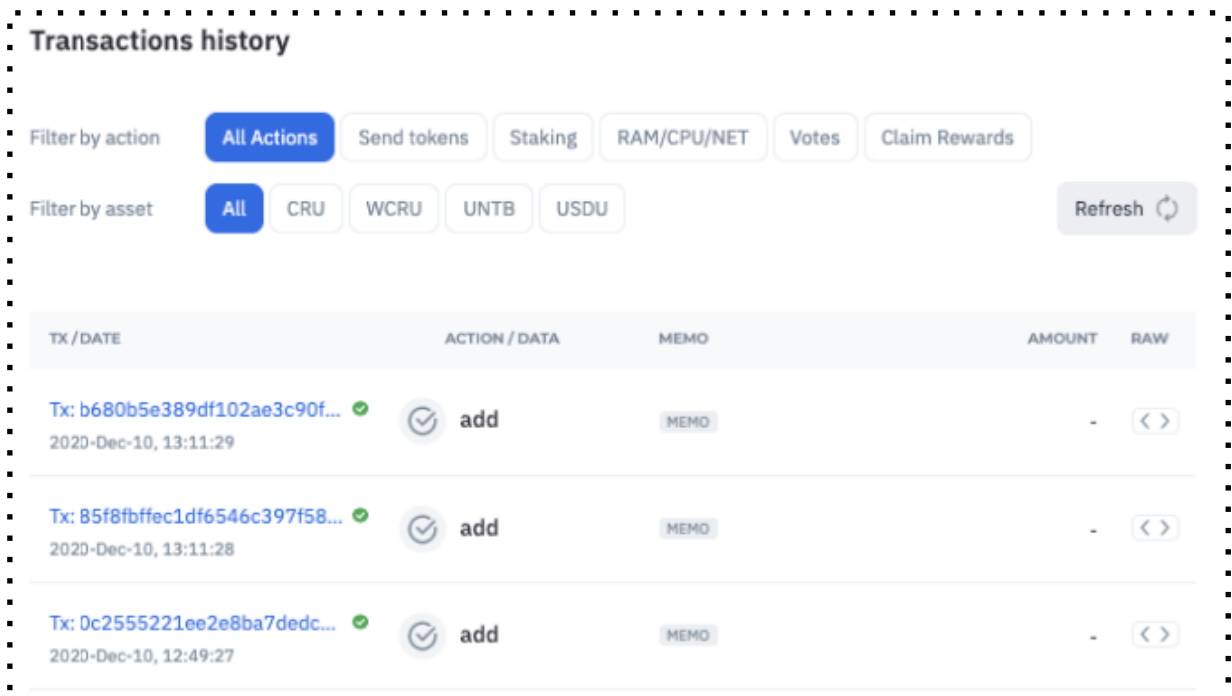 Transactions history
Filter by action All Actions Send tokens Staking RAM/CPU/NET Votes Claim Rewards
Filter by asset All CRU WCRU UNTB USDU Refresh
TX / DATE ACTION / DATA MEMO AMOUNT RAW
Tx: b680b5e389df102ae3c90f... add MEMO - < >
2020-Dec-10, 13:11:29
Tx: 85f8fbffec1df6546c397f58... add MEMO - < >
2020-Dec-10, 13:11:28
Tx: 0c2555221ee2e8ba7dedc... add MEMO - < >
2020-Dec-10, 12:49:27